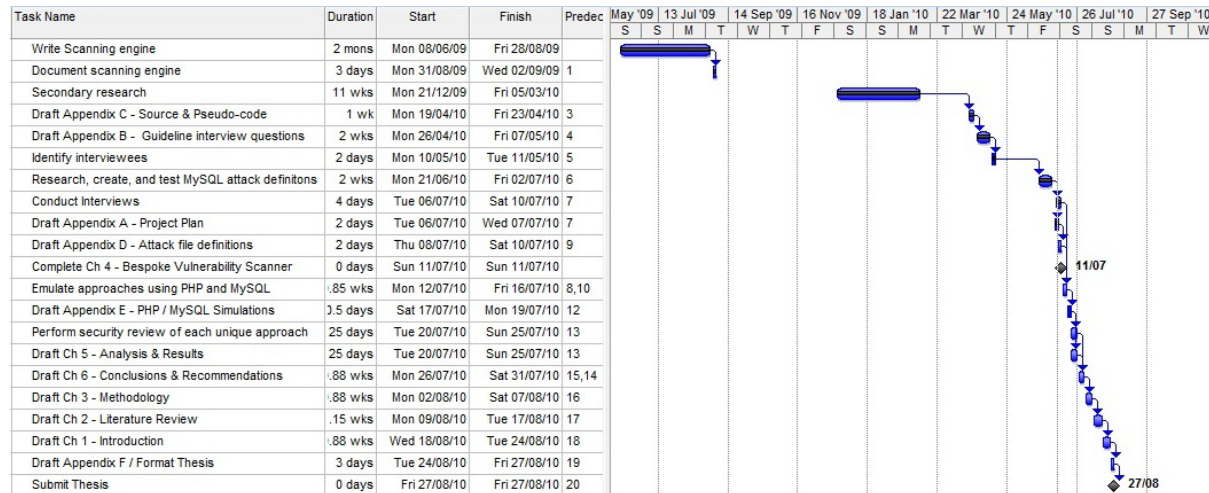 Task Name Duration Start Finish Predec May '09 13 Jul '09 14 Sep '09 16 Nov '09 18 Jan '10 22 Mar '10 24 May '10 26 Jul '10 27 Sep '10
S S M T W T F S S M T W T F S S M T W
Write Scanning engine 2 mons Mon 08/06/09 Fri 28/08/09
Document scanning engine 3 days Mon 31/08/09 Wed 02/09/09 1
Secondary research 11 wks Mon 21/12/09 Fri 05/03/10
Draft Appendix C - Source & Pseudo-code 1 wk Mon 19/04/10 Fri 23/04/10 3
Draft Appendix B - Guideline interview questions 2 wks Mon 26/04/10 Fri 07/05/10 4
Identify interviewees 2 days Mon 10/05/10 Tue 11/05/10 5
Research, create, and test MySQL attack definitons 2 wks Mon 21/06/10 Fri 02/07/10 6
Conduct Interviews 4 days Tue 06/07/10 Sat 10/07/10 7
Draft Appendix A - Project Plan 2 days Tue 06/07/10 Wed 07/07/10 7
Draft Appendix D - Attack file definitions 2 days Thu 08/07/10 Sat 10/07/10 9
Complete Ch 4 - Bespoke Vulnerability Scanner 0 days Sun 11/07/10 Sun 11/07/10 11/07
Emulate approaches using PHP and MySQL .85 wks Mon 12/07/10 Fri 16/07/10 8,10
Draft Appendix E - PHP / MySQL Simulations 0.5 days Sat 17/07/10 Mon 19/07/10 12
Perform security review of each unique approach 25 days Tue 20/07/10 Sun 25/07/10 13
Draft Ch 5 - Analysis & Results 25 days Tue 20/07/10 Sun 25/07/10 13
Draft Ch 6 - Conclusions & Recommendations .88 wks Mon 26/07/10 Sat 31/07/10 15,14
Draft Ch 3 - Methodology .88 wks Mon 02/08/10 Sat 07/08/10 16
Draft Ch 2 - Literature Review .15 wks Mon 09/08/10 Tue 17/08/10 17
Draft Ch 1 - Introduction .88 wks Wed 18/08/10 Tue 24/08/10 18
Draft Appendix F / Format Thesis 3 days Tue 24/08/10 Fri 27/08/10 19
Submit Thesis 0 days Fri 27/08/10 Fri 27/08/10 20 27/08